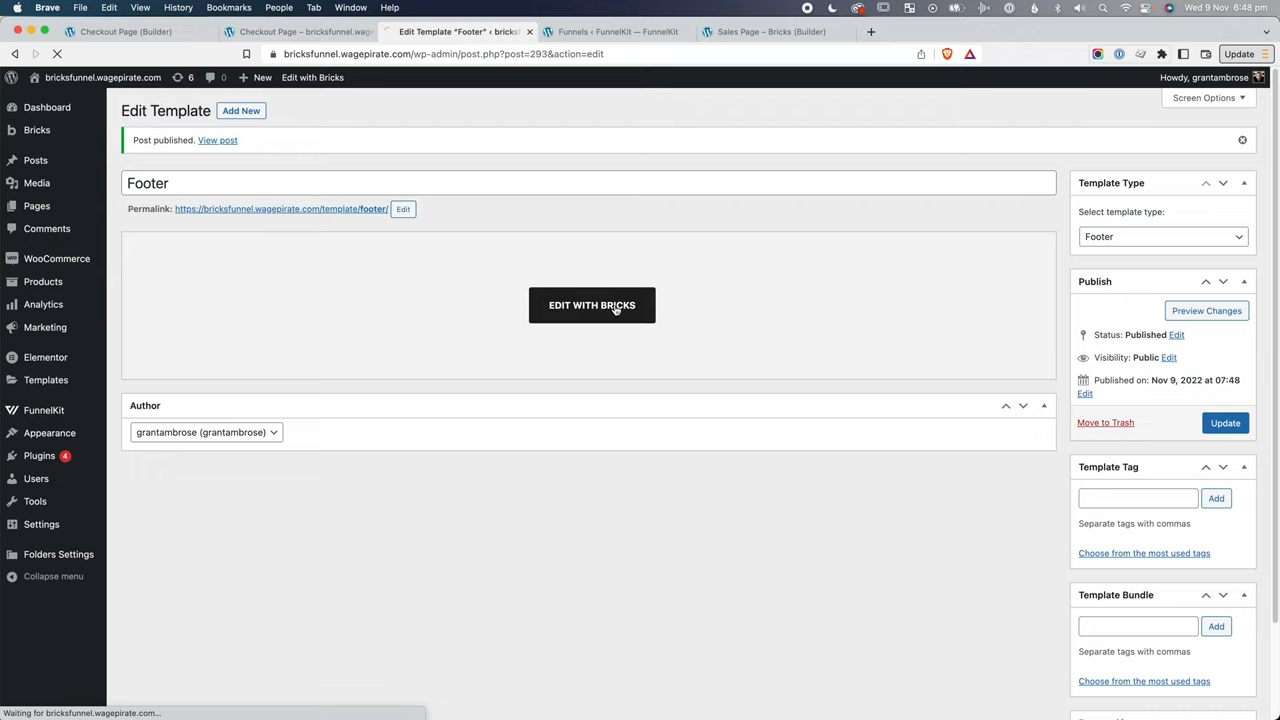 Brave File Edit View History Bookmarks People Tab Window Help Wed 9 Nov 6:48 pm
Checkout Page (Builder) Checkout Page – bricksfunnel.wage Edit Template "Footer" ‹ bricksf Funnels ‹ FunnelKit — FunnelKit Sales Page – Bricks (Builder)
bricksfunnel.wagepirate.com/wp-admin/post.php?post=293&action=edit Update
bricksfunnel.wagepirate.com 6 0 New Edit with Bricks Howdy, grantambrose
Screen Options
Dashboard
Bricks
Posts
Media
Pages
Comments
WooCommerce
Products
Analytics
Marketing
Elementor
Templates
FunnelKit
Appearance
Plugins 4
Users
Tools
Settings
Folders Settings
Collapse menu
Edit Template Add New
Post published. View post
Footer
Permalink: https://bricksfunnel.wagepirate.com/template/footer/ Edit
EDIT WITH BRICKS
Author
grantambrose (grantambrose)
Template Type
Select template type:
Footer
Publish
Preview Changes
Status: Published Edit
Visibility: Public Edit
Published on: Nov 9, 2022 at 07:48
Edit
Move to Trash Update
Template Tag
Add
Separate tags with commas
Choose from the most used tags
Template Bundle
Add
Separate tags with commas
Choose from the most used tags
Waiting for bricksfunnel.wagepirate.com...